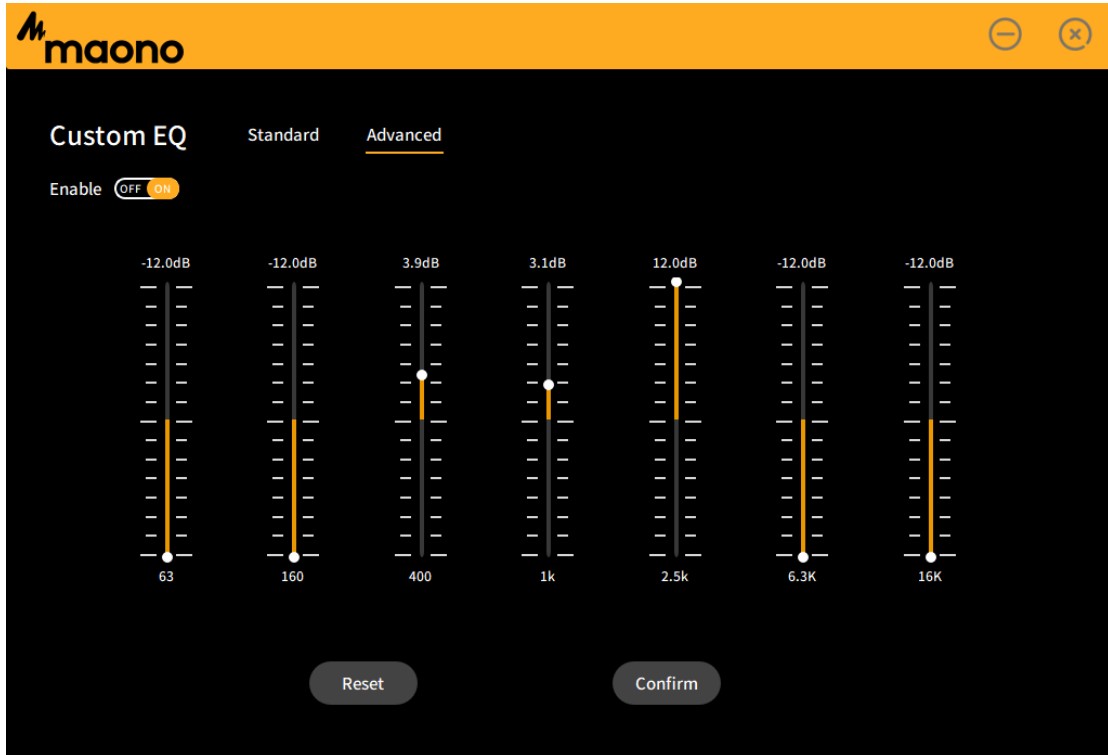 maono
Custom EQ Standard Advanced
Enable OFF ON
-12.0dB -12.0dB 3.9dB 3.1dB 12.0dB -12.0dB -12.0dB
63 160 400 1k 2.5k 6.3K 16K
Reset Confirm